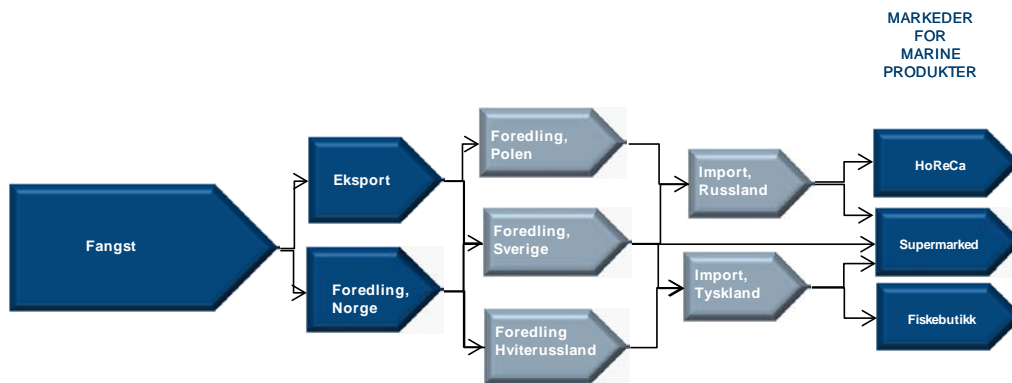 MARKEDER
FOR
MARINE
PRODUKTER
Fangst
Eksport
Foredling,
Norge
Foredling,
Polen
Foredling,
Sverige
Foredling
Hviterussland
Import,
Russland
Import,
Tyskland
HoReCa
Supermarked
Fiskebutikk